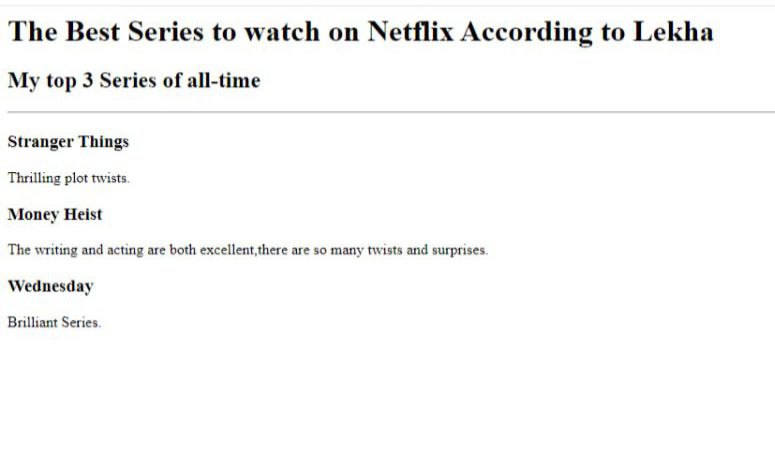 The Best Series to watch on Netflix According to Lekha
My top 3 Series of all-time
Stranger Things
Thrilling plot twists.
Money Heist
The writing and acting are both excellent,there are so many twists and surprises.
Wednesday
Brilliant Series.